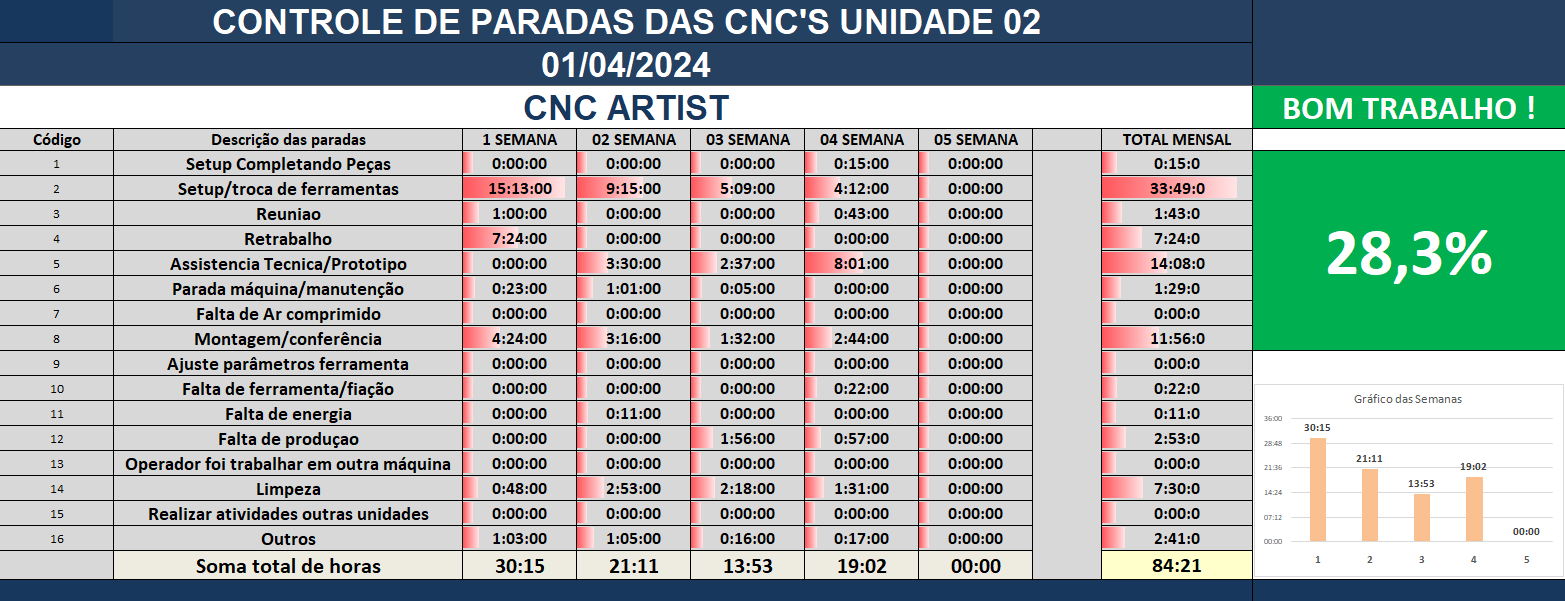 CONTROLE DE PARADAS DAS CNC'S UNIDADE 02
01/04/2024
CNC ARTIST
BOM TRABALHO !
Código Descrição das paradas 1 SEMANA 02 SEMANA 03 SEMANA 04 SEMANA 05 SEMANA TOTAL MENSAL
1 Setup Completando Peças 0:00:00 0:00:00 0:00:00 0:15:00 0:00:00 0:15:0
2 Setup/troca de ferramentas 15:13:00 9:15:00 5:09:00 4:12:00 0:00:00 33:49:0
3 Reuniao 1:00:00 0:00:00 0:00:00 0:43:00 0:00:00 1:43:0
4 Retrabalho 7:24:00 0:00:00 0:00:00 0:00:00 0:00:00 7:24:0
5 Assistencia Tecnica/Prototipo 0:00:00 3:30:00 2:37:00 8:01:00 0:00:00 14:08:0
6 Parada máquina/manutenção 0:23:00 1:01:00 0:05:00 0:00:00 0:00:00 1:29:0
7 Falta de Ar comprimido 0:00:00 0:00:00 0:00:00 0:00:00 0:00:00 0:00:0
8 Montagem/conferência 4:24:00 3:16:00 1:32:00 2:44:00 0:00:00 11:56:0
9 Ajuste parâmetros ferramenta 0:00:00 0:00:00 0:00:00 0:00:00 0:00:00 0:00:0
10 Falta de ferramenta/fiação 0:00:00 0:00:00 0:00:00 0:22:00 0:00:00 0:22:0
11 Falta de energia 0:00:00 0:11:00 0:00:00 0:00:00 0:00:00 0:11:0
12 Falta de produçao 0:00:00 0:00:00 1:56:00 0:57:00 0:00:00 2:53:0
13 Operador foi trabalhar em outra máquina 0:00:00 0:00:00 0:00:00 0:00:00 0:00:00 0:00:0
14 Limpeza 0:48:00 2:53:00 2:18:00 1:31:00 0:00:00 7:30:0
15 Realizar atividades outras unidades 0:00:00 0:00:00 0:00:00 0:00:00 0:00:00 0:00:0
16 Outros 1:03:00 1:05:00 0:16:00 0:17:00 0:00:00 2:41:0
Soma total de horas 30:15 21:11 13:53 19:02 00:00 84:21
28,3%
Gráfico das Semanas
36:00
28:48
21:36
14:24
07:12
00:00
30:15
21:11
13:53
19:02
00:00
1 2 3 4 5